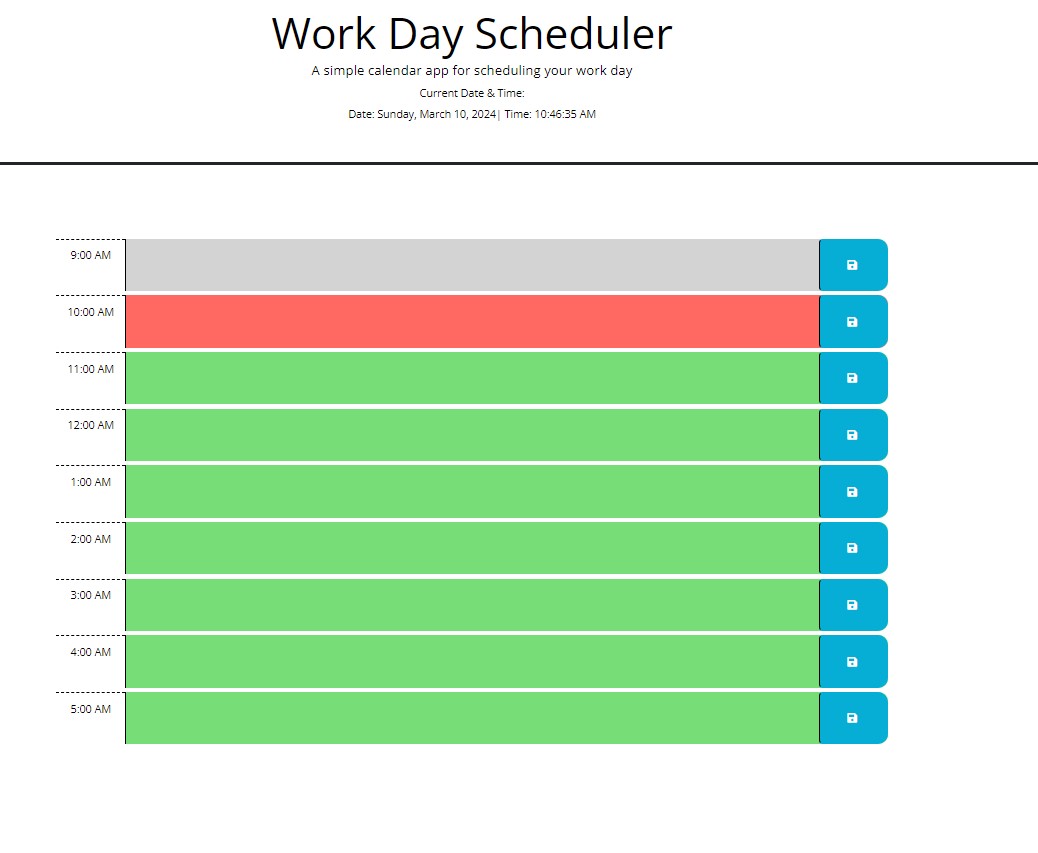 Work Day Scheduler
A simple calendar app for scheduling your work day
Current Date & Time:
Date: Sunday, March 10, 2024| Time: 10:46:35 AM
9:00 AM
10:00 AM
11:00 AM
12:00 AM
1:00 AM
2:00 AM
3:00 AM
4:00 AM
5:00 AM